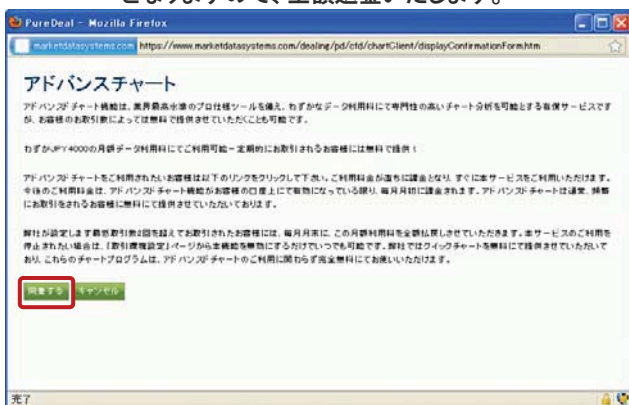 となりますので、全額返金いたします。
PureDeal - Mozilla Firefox
marketdatasystems.com https://www.marketdatasystems.com/dealing/pd/ctd/chartClient/displayConfirmationForm.htm
アドバンスチャート
アドバンスド チャート機能は、業界最高水準のプロ仕様ツールを備え、わずかなデータ利用料にて専門性の高いチャート分析を可能とする有償サービスです
が、お客様のお取引数によっては無料で提供させていただくことも可能です。
わずかJPY4000の月額データ利用料にてご利用可能－定期的にお取引されるお客様には無料で提供！
アドバンスド チャートをご利用されたいお客様は以下のリンクをクリックして下さい。ご利用料金が直ちに課金となり、すぐに本サービスをご利用いただけます。
今後のご利用料金は、アドバンスド チャート機能がお客様の口座上にて有効になっている限り、毎月月初に課金されます。アドバンスド チャートは通常、頻繁
にお取引をされるお客様に無料にて提供させていただいております。
弊社が設定します最低取引数2回を超えてお取引されたお客様には、毎月月末に、この月額利用料を全額払戻しさせていただきます。本サービスのご利用を
停止されたい場合は、「取引環境設定」ページから本機能を無効にするだけでいつでも可能です。弊社ではクイックチャートを無料にて提供させていただいて
おり、これらのチャートプログラムは、アドバンスド チャートのご利用に関わらず完全無料にてお使いいただけます。
同意する キャンセル
完了